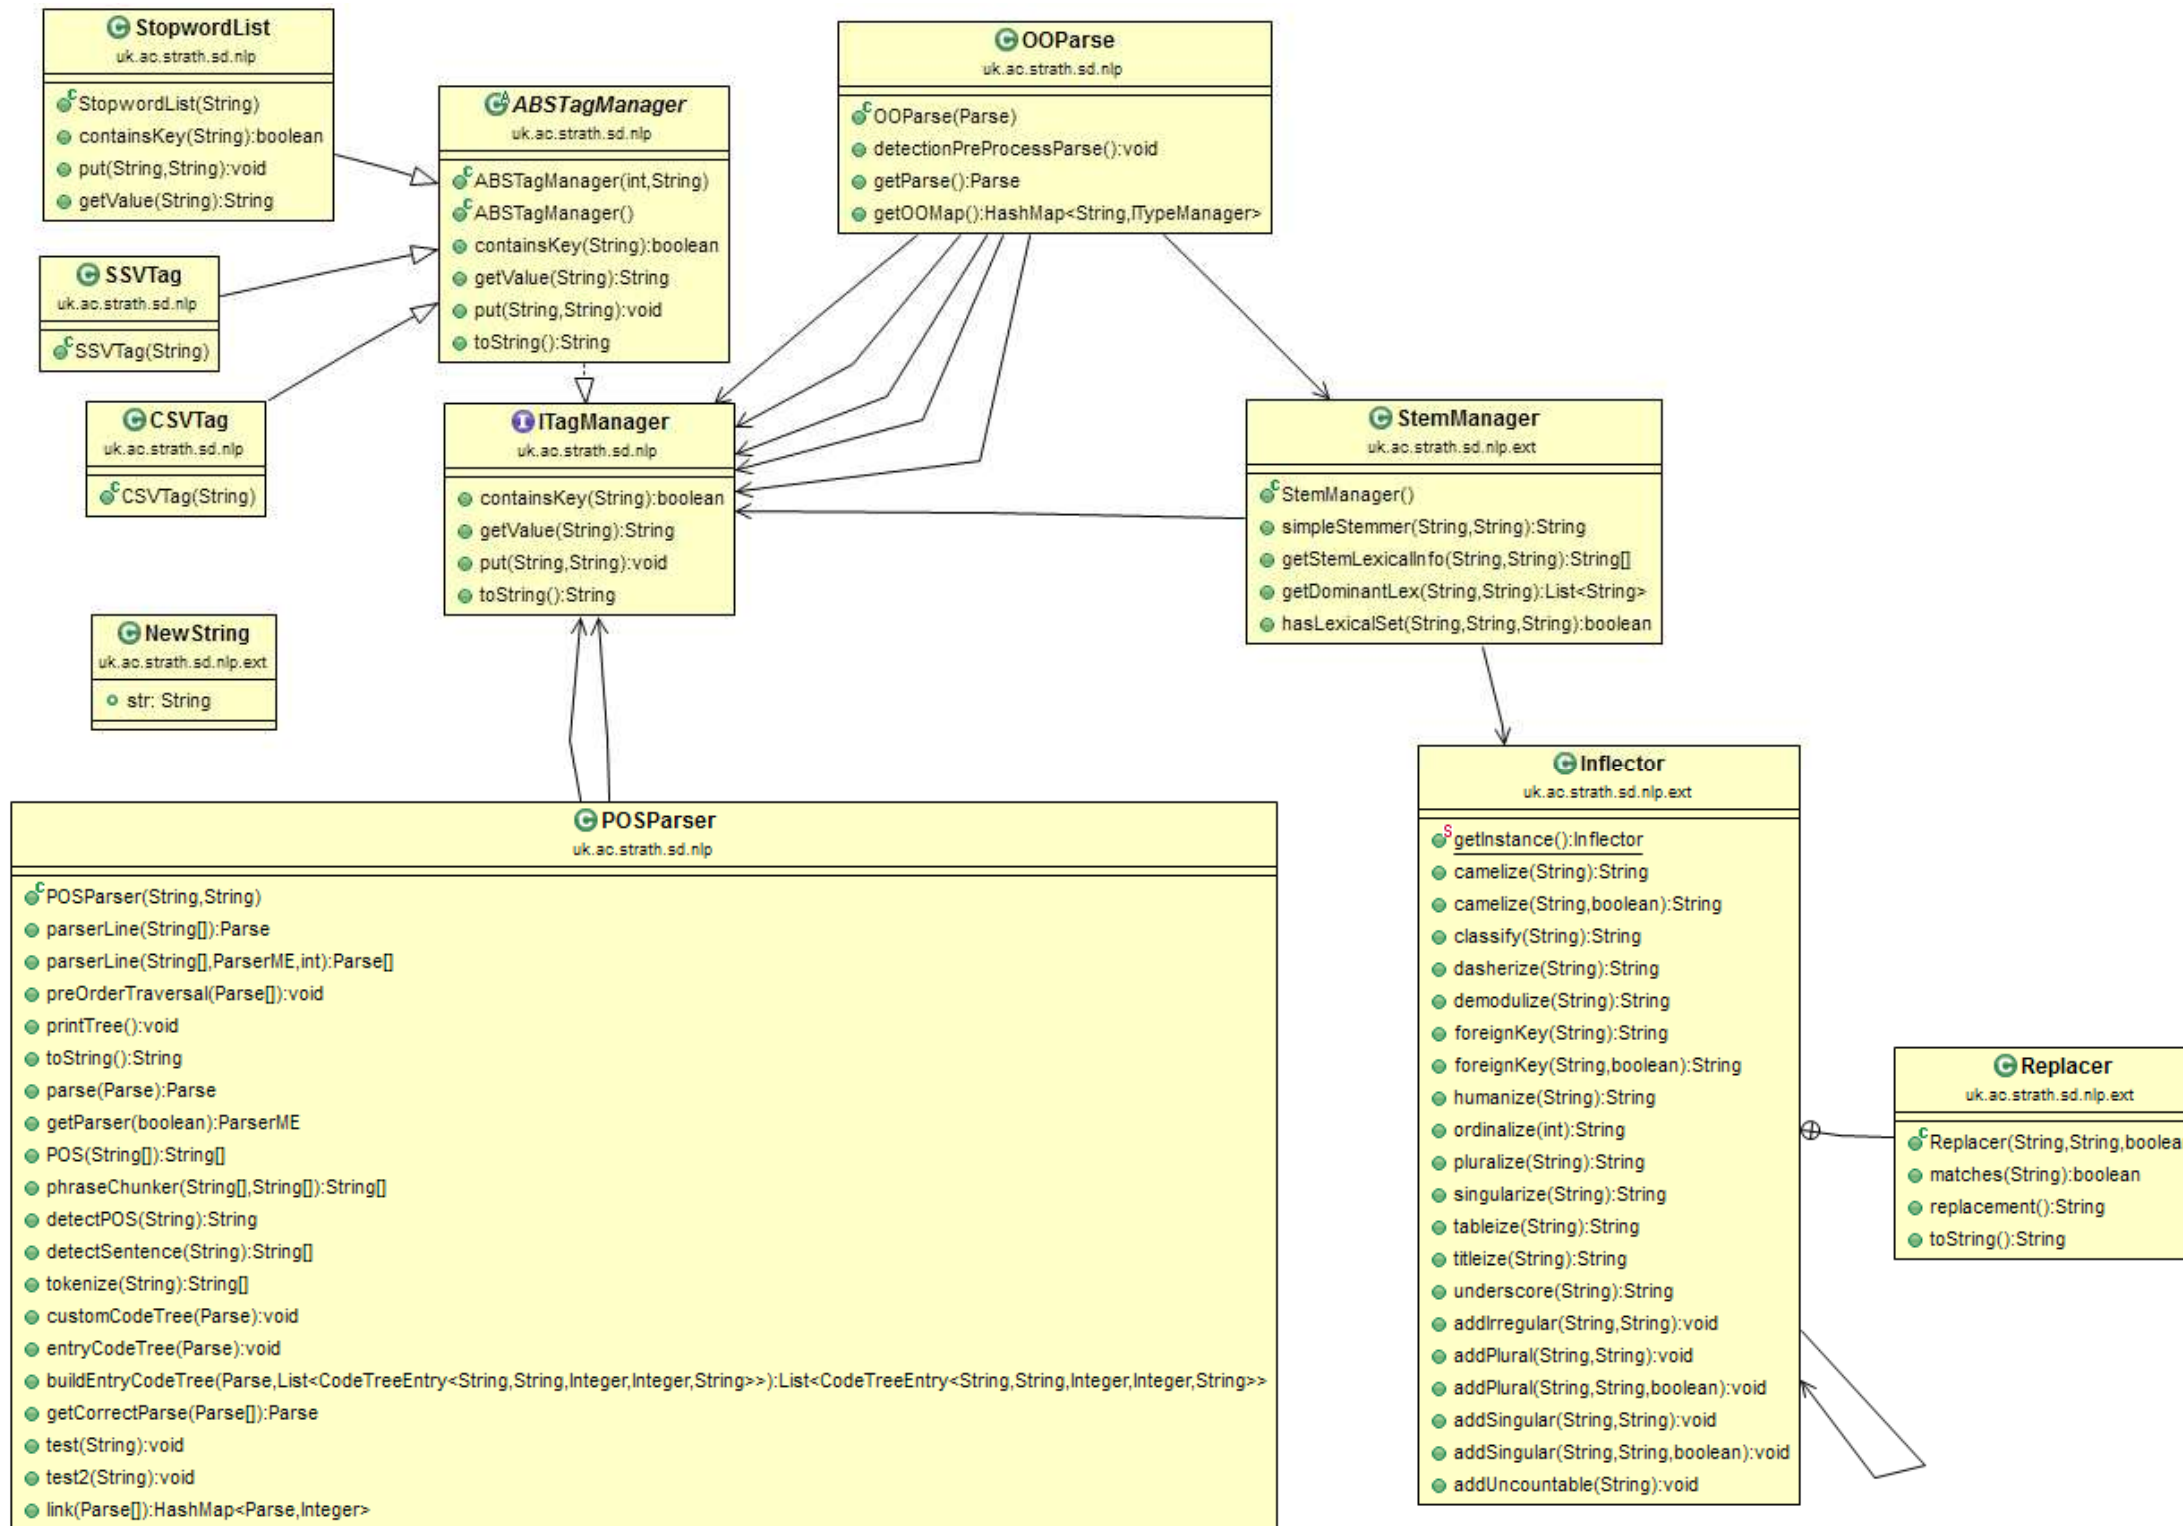 StopwordList
uk.ac.strath.sd.nlp
StopwordList(String)
containsKey(String):boolean
put(String,String):void
getValue(String):String
ABSTagManager
uk.ac.strath.sd.nlp
ABSTagManager(int,String)
ABSTagManager()
containsKey(String):boolean
getValue(String):String
put(String,String):void
toString():String
OOParse
uk.ac.strath.sd.nlp
OOParse(Parse)
detectionPreProcessParse():void
getParse():Parse
getOOMap():HashMap<String,ITypeManager>
SSVTag
uk.ac.strath.sd.nlp
SSVTag(String)
CSVTag
uk.ac.strath.sd.nlp
CSVTag(String)
ITagManager
uk.ac.strath.sd.nlp
containsKey(String):boolean
getValue(String):String
put(String,String):void
toString():String
StemManager
uk.ac.strath.sd.nlp.ext
StemManager()
simpleStemmer(String,String):String
getStemLexicalInfo(String,String):String[]
getDominantLex(String,String):List<String>
hasLexicalSet(String,String,String):boolean
NewString
uk.ac.strath.sd.nlp.ext
str: String
POSParser
uk.ac.strath.sd.nlp
POSParser(String,String)
parserLine(String[]):Parse
parserLine(String[],ParserME,int):Parse[]
preOrderTraversal(Parse[]):void
printTree():void
toString():String
parse(Parse):Parse
getParser(boolean):ParserME
POS(String[]):String[]
phraseChunker(String[],String[]):String[]
detectPOS(String):String
detectSentence(String):String[]
tokenize(String):String[]
customCodeTree(Parse):void
entryCodeTree(Parse):void
buildEntryCodeTree(Parse,List<CodeTreeEntry<String,String,Integer,Integer,String>>):List<CodeTreeEntry<String,String,Integer,Integer,String>>
getCorrectParse(Parse[]):Parse
test(String):void
test2(String):void
link(Parse[]):HashMap<Parse,Integer>
Inflector
uk.ac.strath.sd.nlp.ext
getInstance():Inflector
camelize(String):String
camelize(String,boolean):String
classify(String):String
dasherize(String):String
demodulize(String):String
foreignKey(String):String
foreignKey(String,boolean):String
humanize(String):String
ordinalize(int):String
pluralize(String):String
singularize(String):String
tableize(String):String
titleize(String):String
underscore(String):String
addIrregular(String,String):void
addPlural(String,String):void
addPlural(String,String,boolean):void
addSingular(String,String):void
addSingular(String,String,boolean):void
addUncountable(String):void
Replacer
uk.ac.strath.sd.nlp.ext
Replacer(String,String,boolea
matches(String):boolean
replacement():String
toString():String